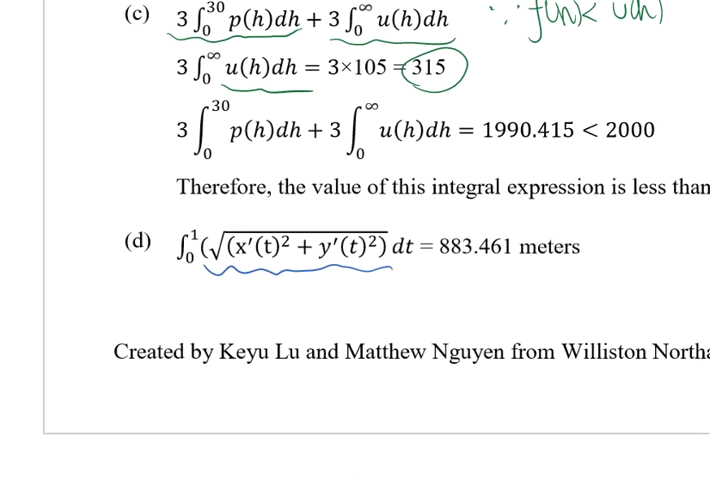 (c) 3 ∫₀³⁰ p(h)dh + 3 ∫₀^∞ u(h)dh ∵ f(h)< u(h)
3 ∫₀^∞ u(h)dh = 3×105 = 315
3 ∫₀³⁰ p(h)dh + 3 ∫₀^∞ u(h)dh = 1990.415 < 2000
Therefore, the value of this integral expression is less than
(d) ∫₀¹(√(x′(t)² + y′(t)²) dt = 883.461 meters
Created by Keyu Lu and Matthew Nguyen from Williston